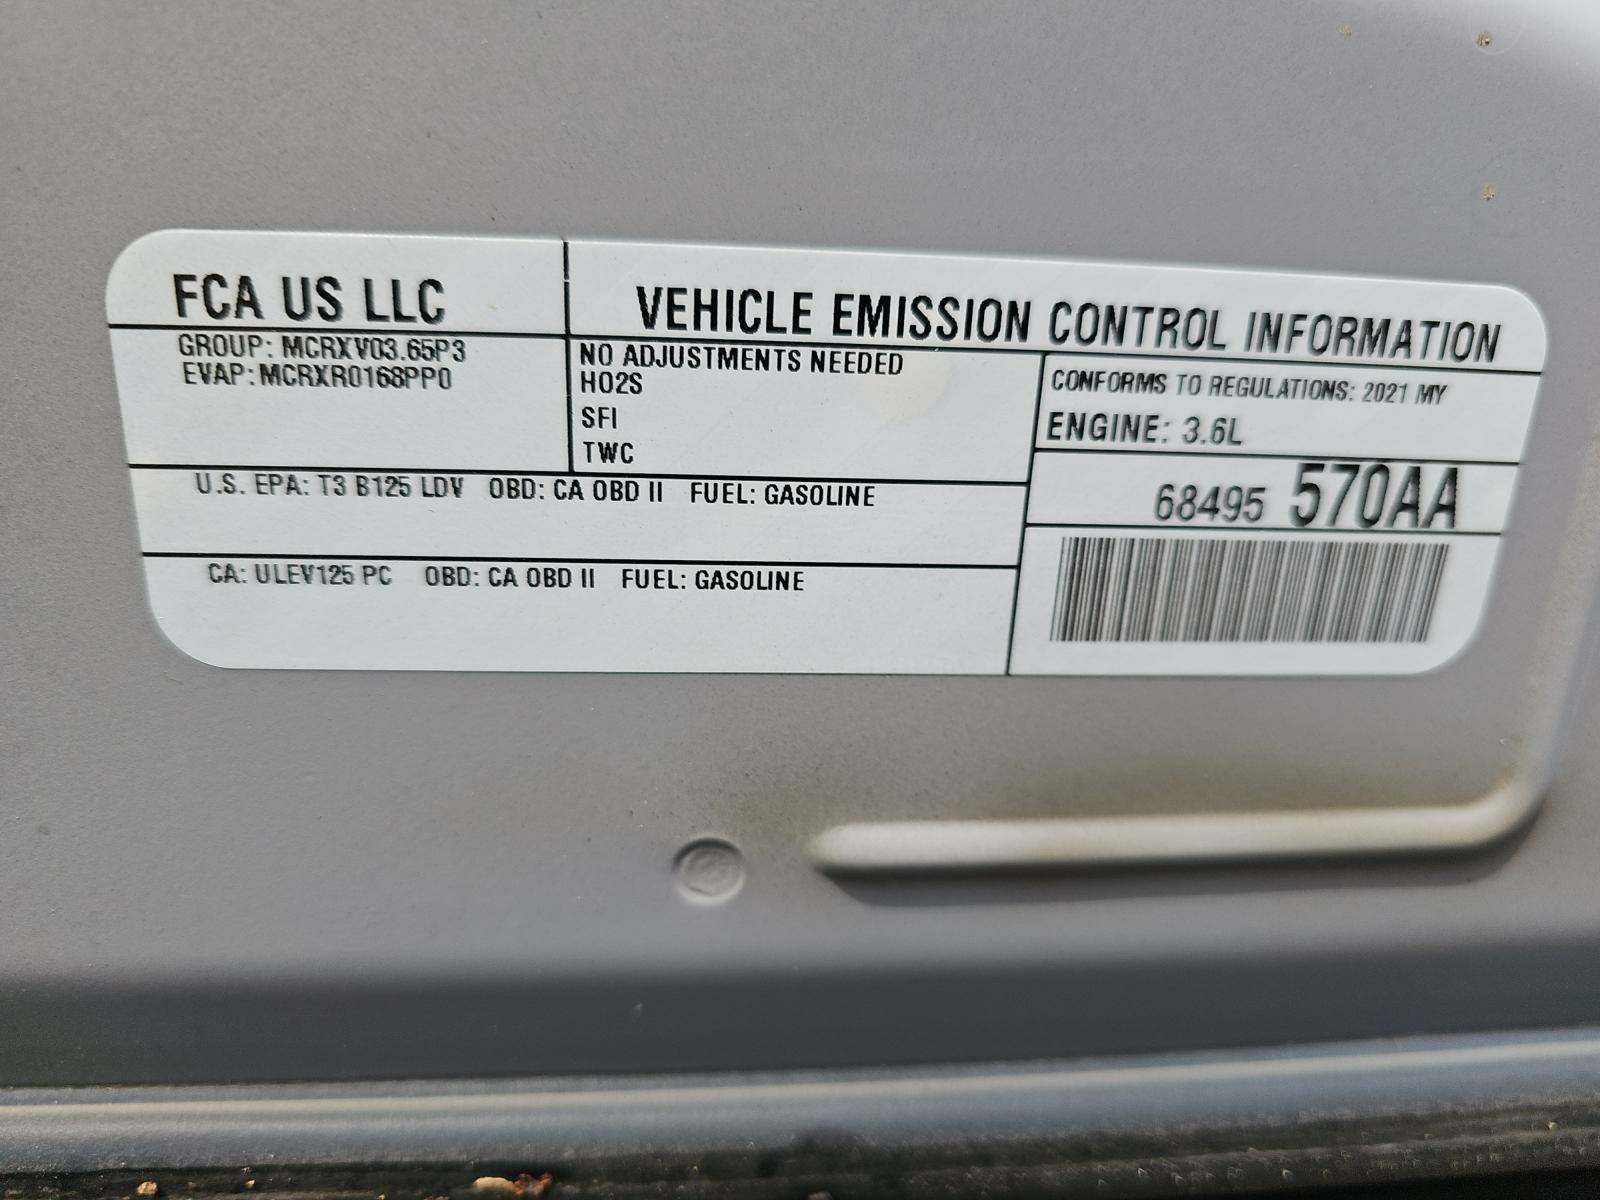 FCA US LLC
VEHICLE EMISSION CONTROL INFORMATION
GROUP: MCRXV03.65P3
EVAP: MCRXR0168PP0
NO ADJUSTMENTS NEEDED
HO2S
SFI
TWC
CONFORMS TO REGULATIONS: 2021 MY
ENGINE: 3.6L
U.S. EPA: T3 B125 LDV OBD: CA OBD II FUEL: GASOLINE
68495 570AA
CA: ULEV125 PC OBD: CA OBD II FUEL: GASOLINE